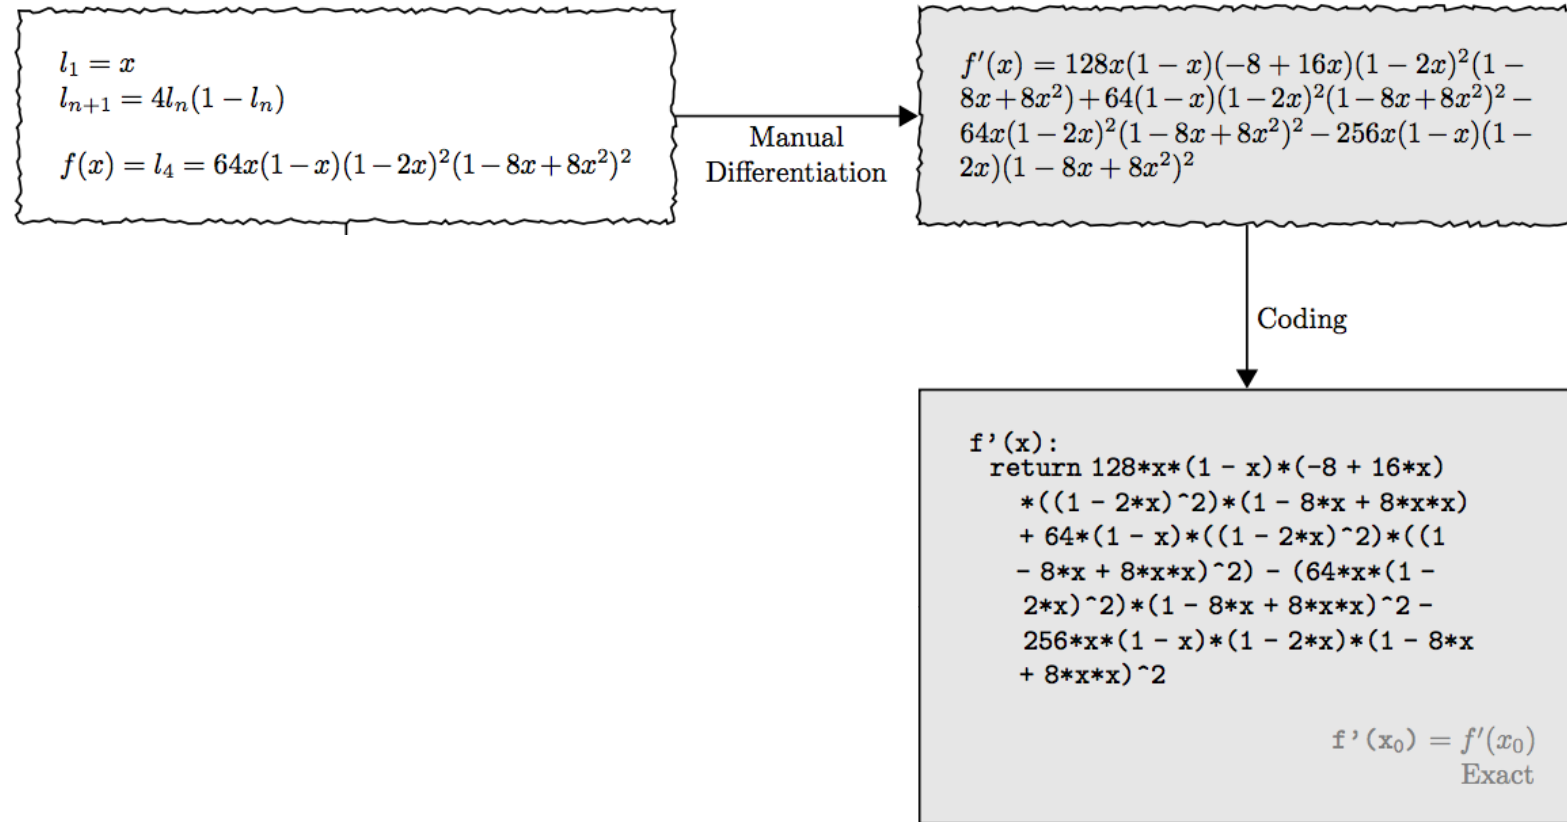 l₁ = x
lₙ₊₁ = 4lₙ(1 − lₙ)
f(x) = l₄ = 64x(1−x)(1−2x)²(1−8x+8x²)²
Manual
Differentiation
f′(x) = 128x(1 − x)(−8 + 16x)(1 − 2x)²(1 −
8x+8x²)+64(1−x)(1−2x)²(1−8x+8x²)²−
64x(1 − 2x)²(1 − 8x + 8x²)² − 256x(1 − x)(1 −
2x)(1 − 8x + 8x²)²
Coding
f'(x):
return 128*x*(1 - x)*(-8 + 16*x)
*((1 - 2*x)^2)*(1 - 8*x + 8*x*x)
+ 64*(1 - x)*((1 - 2*x)^2)*((1
- 8*x + 8*x*x)^2) - (64*x*(1 -
2*x)^2)*(1 - 8*x + 8*x*x)^2 -
256*x*(1 - x)*(1 - 2*x)*(1 - 8*x
+ 8*x*x)^2
f'(x₀) = f′(x₀)
Exact